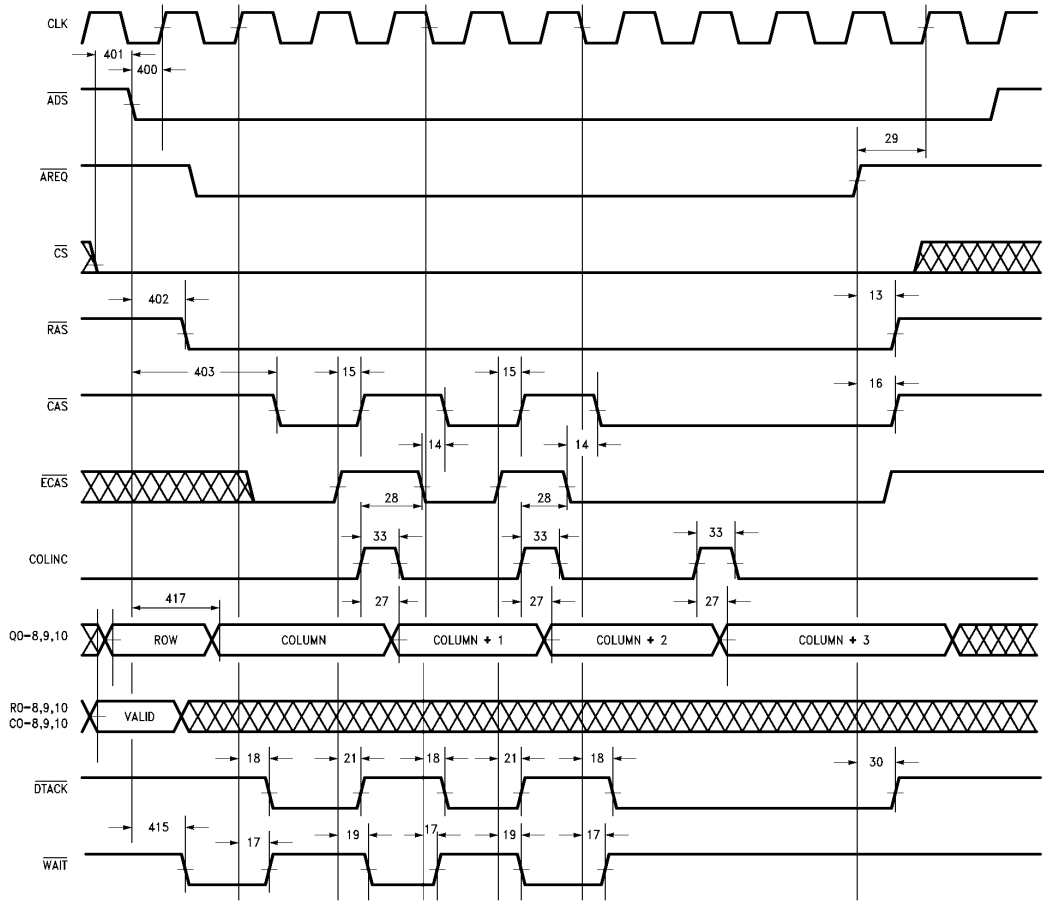 CLK
401
400
ADS
29
AREQ
CS
402
13
RAS
403
15
15
16
CAS
14
14
ECAS
28
28
33
33
33
COLINC
417
27
27
27
Q0-8,9,10
ROW
COLUMN
COLUMN + 1
COLUMN + 2
COLUMN + 3
R0-8,9,10
C0-8,9,10
VALID
18
21
18
21
18
30
DTACK
415
17
19
17
19
17
WAIT